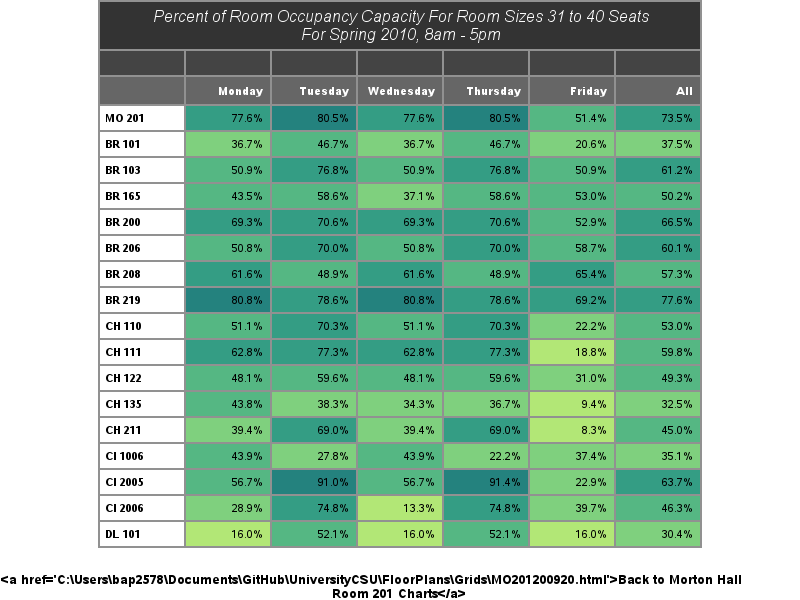 Percent of Room Occupancy Capacity For Room Sizes 31 to 40 Seats
For Spring 2010, 8am - 5pm
Monday Tuesday Wednesday Thursday Friday All
MO 201 77.6% 80.5% 77.6% 80.5% 51.4% 73.5%
BR 101 36.7% 46.7% 36.7% 46.7% 20.6% 37.5%
BR 103 50.9% 76.8% 50.9% 76.8% 50.9% 61.2%
BR 165 43.5% 58.6% 37.1% 58.6% 53.0% 50.2%
BR 200 69.3% 70.6% 69.3% 70.6% 52.9% 66.5%
BR 206 50.8% 70.0% 50.8% 70.0% 58.7% 60.1%
BR 208 61.6% 48.9% 61.6% 48.9% 65.4% 57.3%
BR 219 80.8% 78.6% 80.8% 78.6% 69.2% 77.6%
CH 110 51.1% 70.3% 51.1% 70.3% 22.2% 53.0%
CH 111 62.8% 77.3% 62.8% 77.3% 18.8% 59.8%
CH 122 48.1% 59.6% 48.1% 59.6% 31.0% 49.3%
CH 135 43.8% 38.3% 34.3% 36.7% 9.4% 32.5%
CH 211 39.4% 69.0% 39.4% 69.0% 8.3% 45.0%
CI 1006 43.9% 27.8% 43.9% 22.2% 37.4% 35.1%
CI 2005 56.7% 91.0% 56.7% 91.4% 22.9% 63.7%
CI 2006 28.9% 74.8% 13.3% 74.8% 39.7% 46.3%
DL 101 16.0% 52.1% 16.0% 52.1% 16.0% 30.4%
<a href='C:\Users\bap2578\Documents\GitHub\UniversityCSU\FloorPlans\Grids\MO201200920.html'>Back to Morton Hall
Room 201 Charts</a>